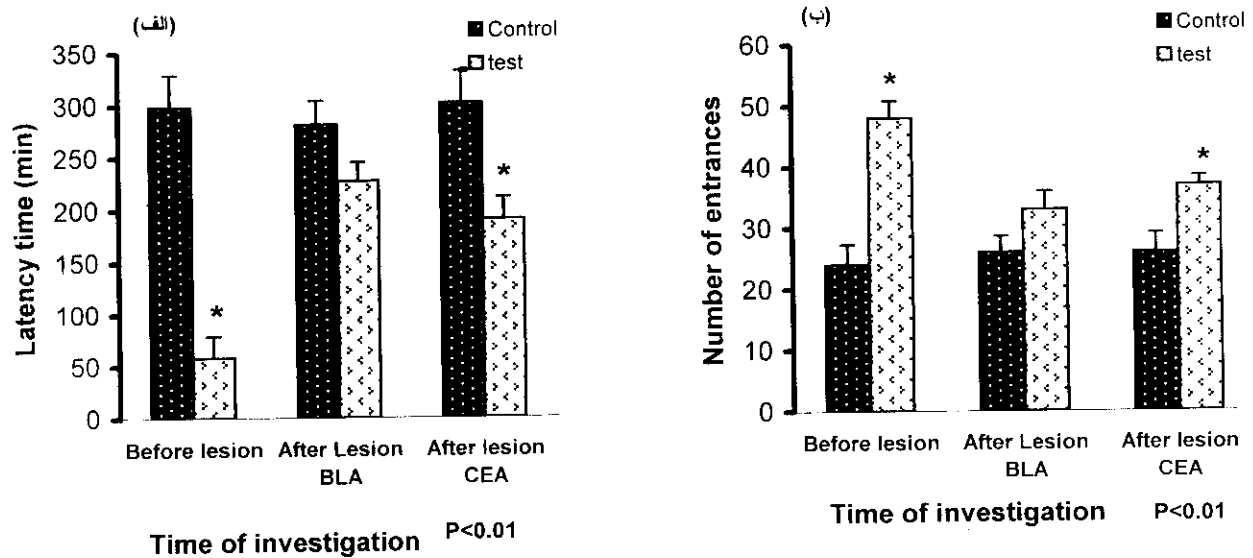 (الف)
Control
test
Latency time (min)
350
300
250
200
150
100
50
0
*
*
Before lesion
After Lesion BLA
After lesion CEA
Time of investigation
P<0.01
(ب)
Control
test
Number of entrances
60
50
40
30
20
10
0
*
*
Before lesion
After Lesion BLA
After lesion CEA
Time of investigation
P<0.01